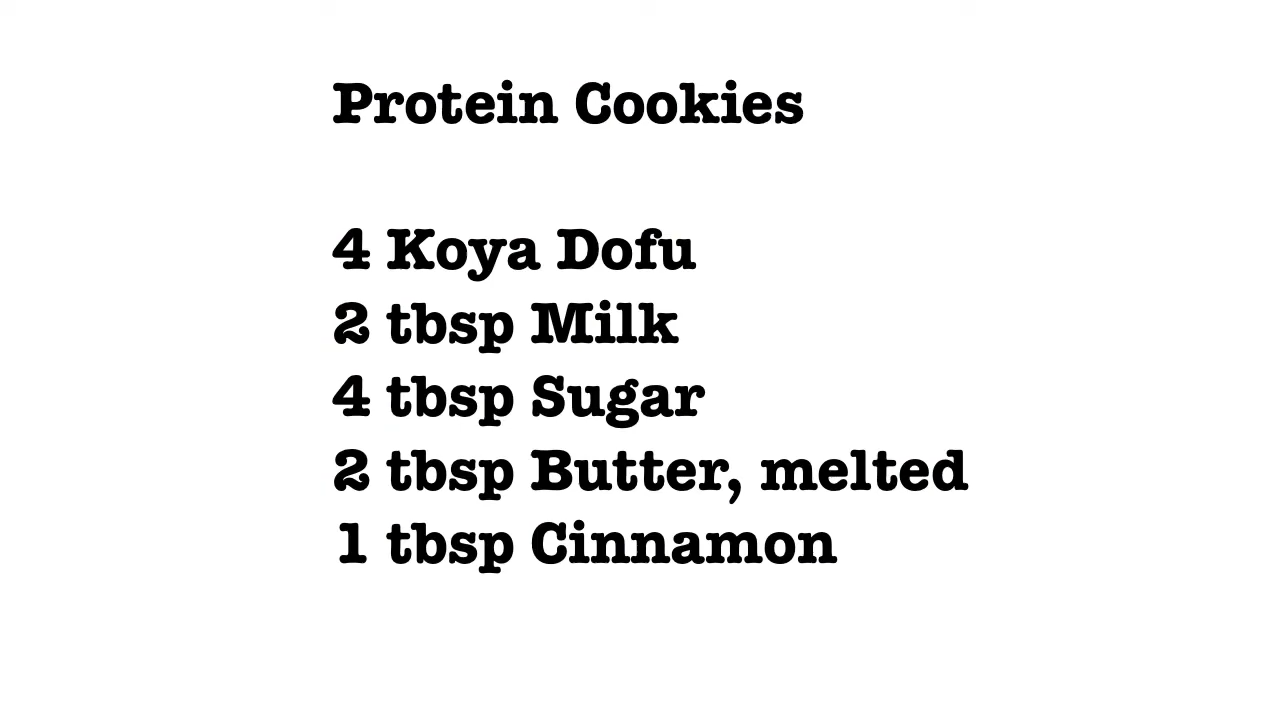 Protein Cookies
4 Koya Dofu
2 tbsp Milk
4 tbsp Sugar
2 tbsp Butter, melted
1 tbsp Cinnamon